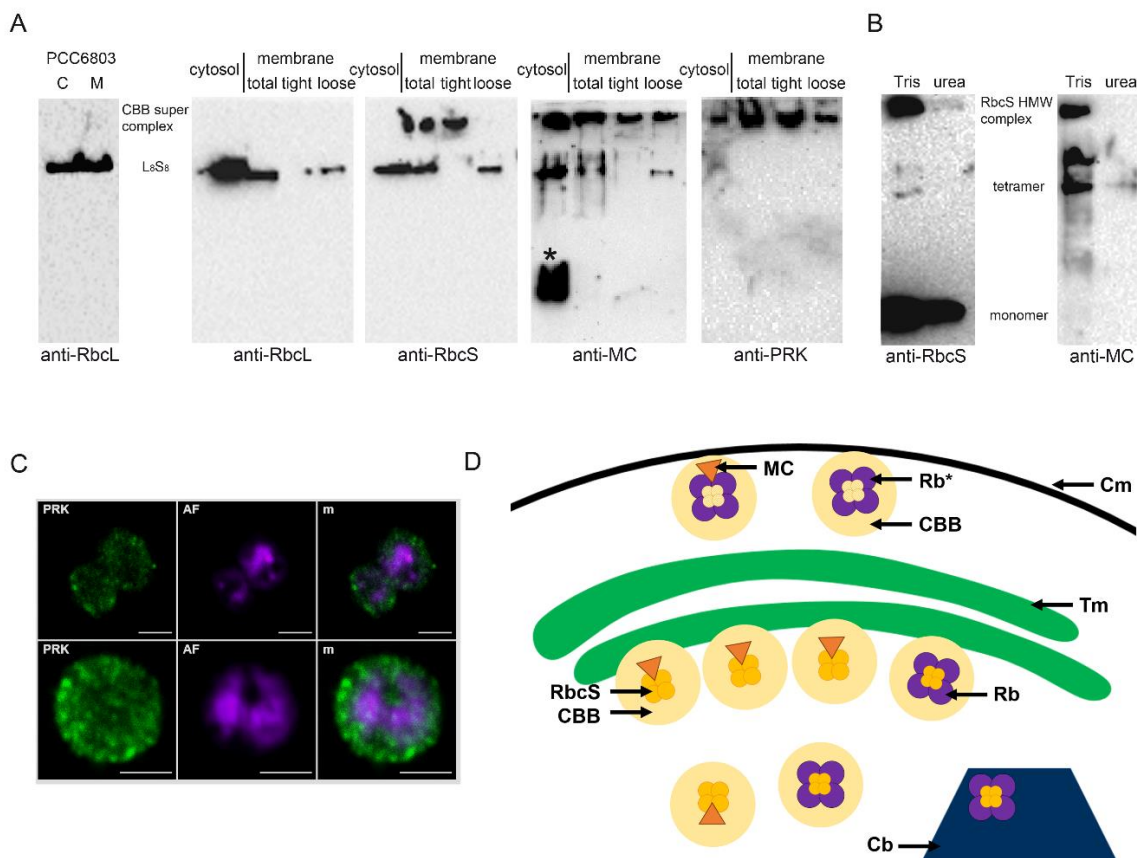 A
PCC6803
C M
CBB super
complex
L₈S₈
anti-RbcL
cytosol membrane
total tight loose
anti-RbcL
cytosol membrane
total tight loose
anti-RbcS
cytosol membrane
total tight loose
*
anti-MC
cytosol membrane
total tight loose
anti-PRK
B
Tris urea
RbcS HMW
complex
tetramer
monomer
anti-RbcS
Tris urea
anti-MC
C
PRK AF m
PRK AF m
D
MC
Rb*
Cm
CBB
Tm
RbcS
CBB
Rb
Cb